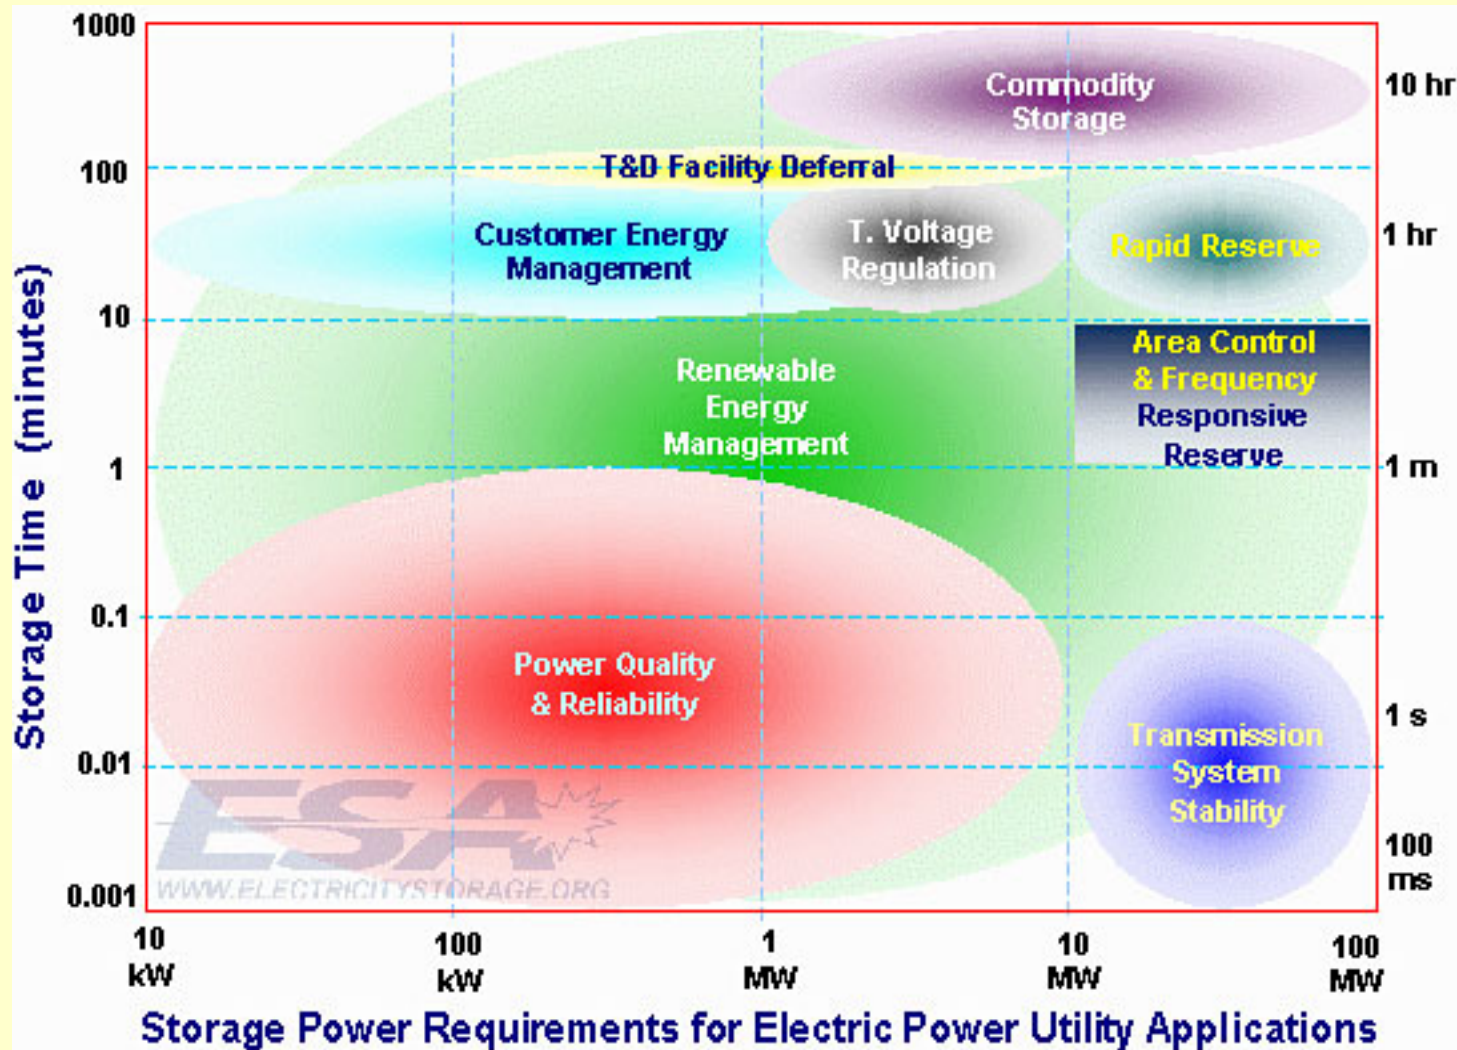 1000
Commodity
Storage
10 hr
T&D Facility Deferral
100
Customer Energy
Management
T. Voltage
Regulation
Rapid Reserve
1 hr
10
Renewable
Energy
Management
Area Control
& Frequency
Responsive
Reserve
1
1 m
0.1
Power Quality
& Reliability
1 s
0.01
Transmission
System
Stability
ESA
WWW.ELECTRICITYSTORAGE.ORG
100
ms
0.001
Storage Time (minutes)
10
kW
100
kW
1
MW
10
MW
100
MW
Storage Power Requirements for Electric Power Utility Applications